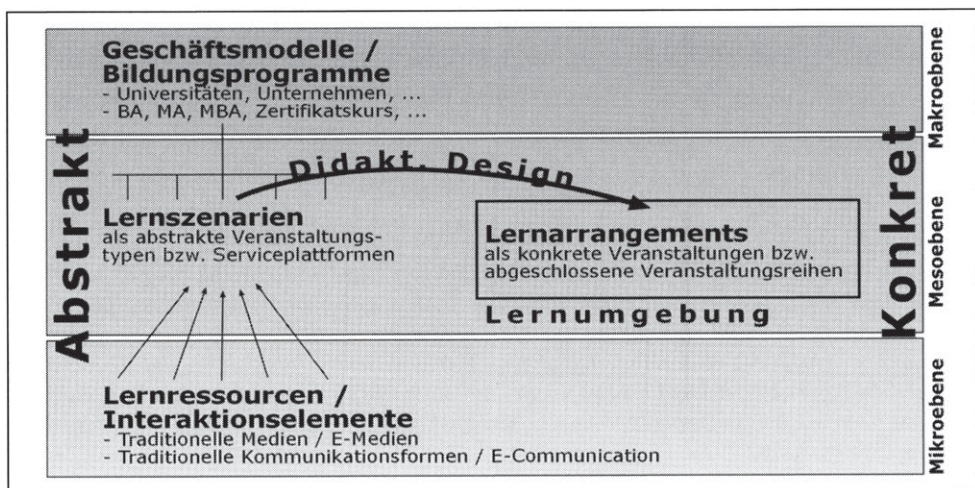 Geschäftsmodelle /
Bildungsprogramme
- Universitäten, Unternehmen, ...
- BA, MA, MBA, Zertifikatskurs, ...
Makroebene
Abstrakt
Didakt. Design
Konkret
Lernszenarien
als abstrakte Veranstaltungs-
typen bzw. Serviceplattformen
Lernarrangements
als konkrete Veranstaltungen bzw.
abgeschlossene Veranstaltungsreihen
Lernumgebung
Mesoebene
Lernressourcen /
Interaktionselemente
- Traditionelle Medien / E-Medien
- Traditionelle Kommunikationsformen / E-Communication
Mikroebene